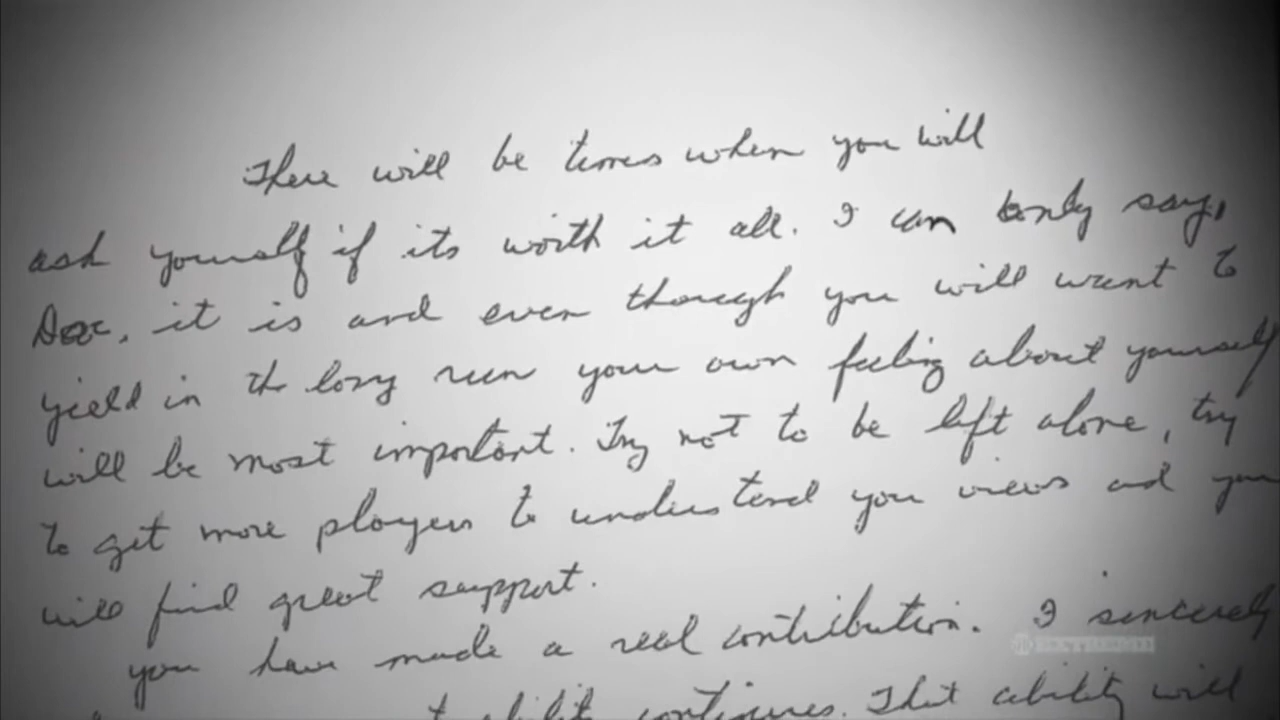 There will be times when you will
ask yourself if its worth it all. I can only say,
Doc, it is and even though you will want to
yield in the long run your own feeling about yourself
will be most important. Try not to be left alone, try
to get more players to understand you views and you
will find great support.
you have made a real contribution. I sincerely
ability continues. That ability will